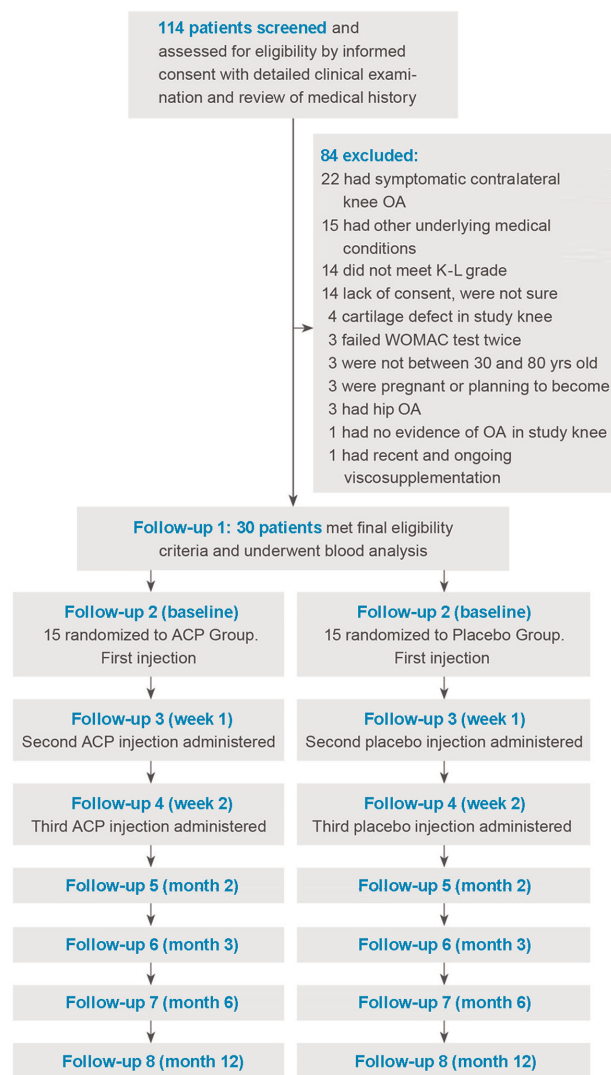 114 patients screened and
assessed for eligibility by informed
consent with detailed clinical exami-
nation and review of medical history
84 excluded:
22 had symptomatic contralateral
knee OA
15 had other underlying medical
conditions
14 did not meet K-L grade
14 lack of consent, were not sure
4 cartilage defect in study knee
3 failed WOMAC test twice
3 were not between 30 and 80 yrs old
3 were pregnant or planning to become
3 had hip OA
1 had no evidence of OA in study knee
1 had recent and ongoing
viscosupplementation
Follow-up 1: 30 patients met final eligibility
criteria and underwent blood analysis
Follow-up 2 (baseline)
15 randomized to ACP Group.
First injection
Follow-up 2 (baseline)
15 randomized to Placebo Group.
First injection
Follow-up 3 (week 1)
Second ACP injection administered
Follow-up 3 (week 1)
Second placebo injection administered
Follow-up 4 (week 2)
Third ACP injection administered
Follow-up 4 (week 2)
Third placebo injection administered
Follow-up 5 (month 2)
Follow-up 5 (month 2)
Follow-up 6 (month 3)
Follow-up 6 (month 3)
Follow-up 7 (month 6)
Follow-up 7 (month 6)
Follow-up 8 (month 12)
Follow-up 8 (month 12)